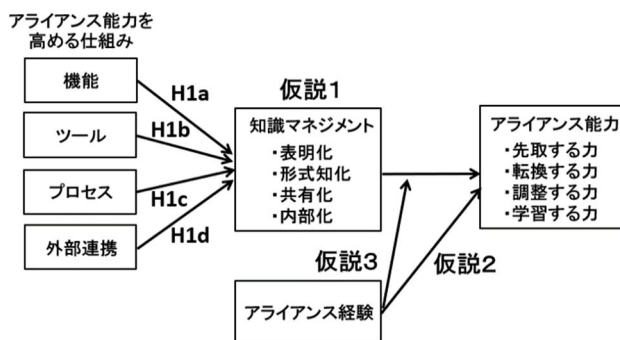 アライアンス能力を
高める仕組み
機能
ツール
プロセス
外部連携
H1a
H1b
H1c
H1d
仮説1
知識マネジメント
・表明化
・形式知化
・共有化
・内部化
アライアンス能力
・先取する力
・転換する力
・調整する力
・学習する力
仮説3
仮説2
アライアンス経験